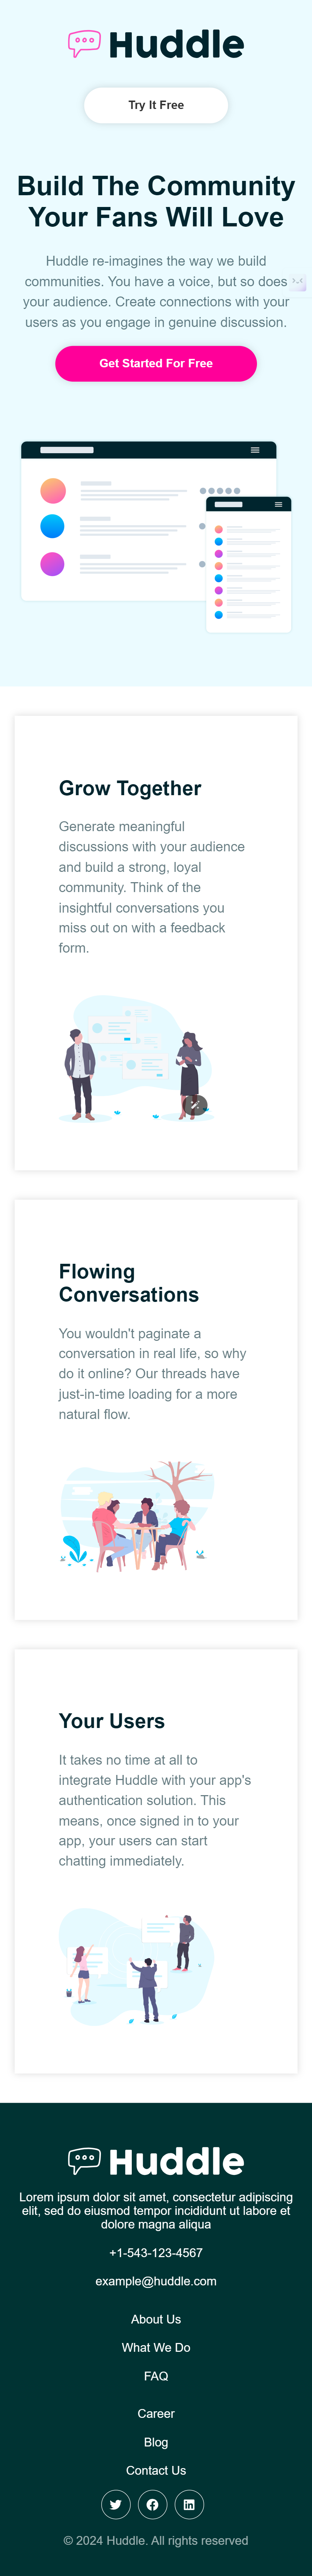 Huddle
Try It Free
Build The Community
Your Fans Will Love
Huddle re-imagines the way we build
communities. You have a voice, but so does
your audience. Create connections with your
users as you engage in genuine discussion.
Get Started For Free
Grow Together
Generate meaningful
discussions with your audience
and build a strong, loyal
community. Think of the
insightful conversations you
miss out on with a feedback
form.
Flowing
Conversations
You wouldn't paginate a
conversation in real life, so why
do it online? Our threads have
just-in-time loading for a more
natural flow.
Your Users
It takes no time at all to
integrate Huddle with your app's
authentication solution. This
means, once signed in to your
app, your users can start
chatting immediately.
Huddle
Lorem ipsum dolor sit amet, consectetur adipiscing
elit, sed do eiusmod tempor incididunt ut labore et
dolore magna aliqua
+1-543-123-4567
example@huddle.com
About Us
What We Do
FAQ
Career
Blog
Contact Us
© 2024 Huddle. All rights reserved